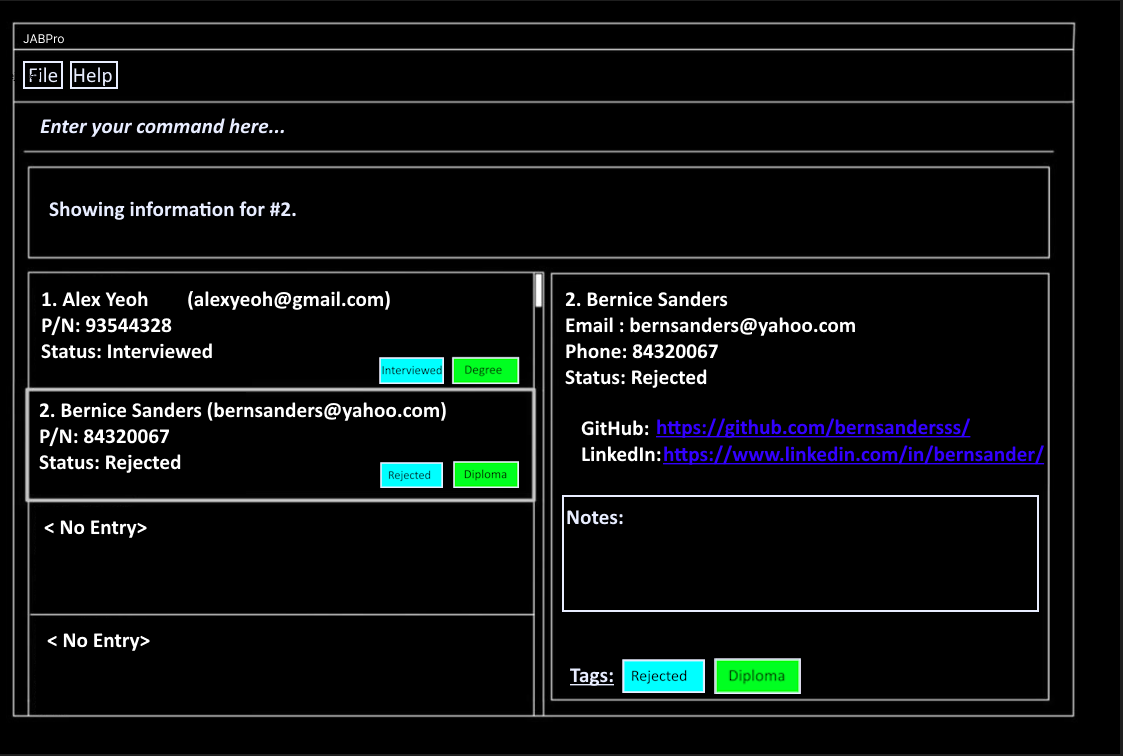 JABPro
File Help
Enter your command here...
Showing information for #2.
1. Alex Yeoh (alexyeoh@gmail.com)
P/N: 93544328
Status: Interviewed
Interviewed Degree
2. Bernice Sanders (bernsanders@yahoo.com)
P/N: 84320067
Status: Rejected
Rejected Diploma
< No Entry>
< No Entry>
2. Bernice Sanders
Email : bernsanders@yahoo.com
Phone: 84320067
Status: Rejected
GitHub: https://github.com/bernsandersss/
LinkedIn: https://www.linkedin.com/in/bernsander/
Notes:
Tags: Rejected Diploma